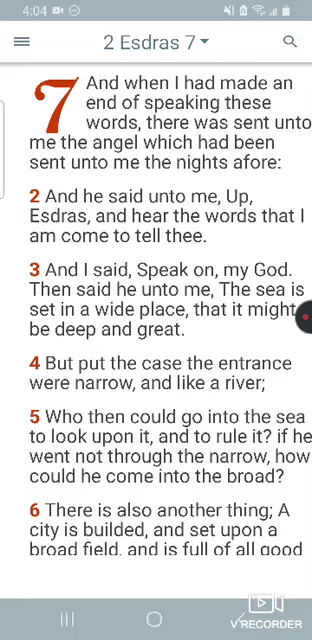 4:04
2 Esdras 7
7 And when I had made an
end of speaking these
words, there was sent unto
me the angel which had been
sent unto me the nights afore:
2 And he said unto me, Up,
Esdras, and hear the words that I
am come to tell thee.
3 And I said, Speak on, my God.
Then said he unto me, The sea is
set in a wide place, that it might
be deep and great.
4 But put the case the entrance
were narrow, and like a river;
5 Who then could go into the sea
to look upon it, and to rule it? if he
went not through the narrow, how
could he come into the broad?
6 There is also another thing; A
city is builded, and set upon a
broad field, and is full of all good
V RECORDER